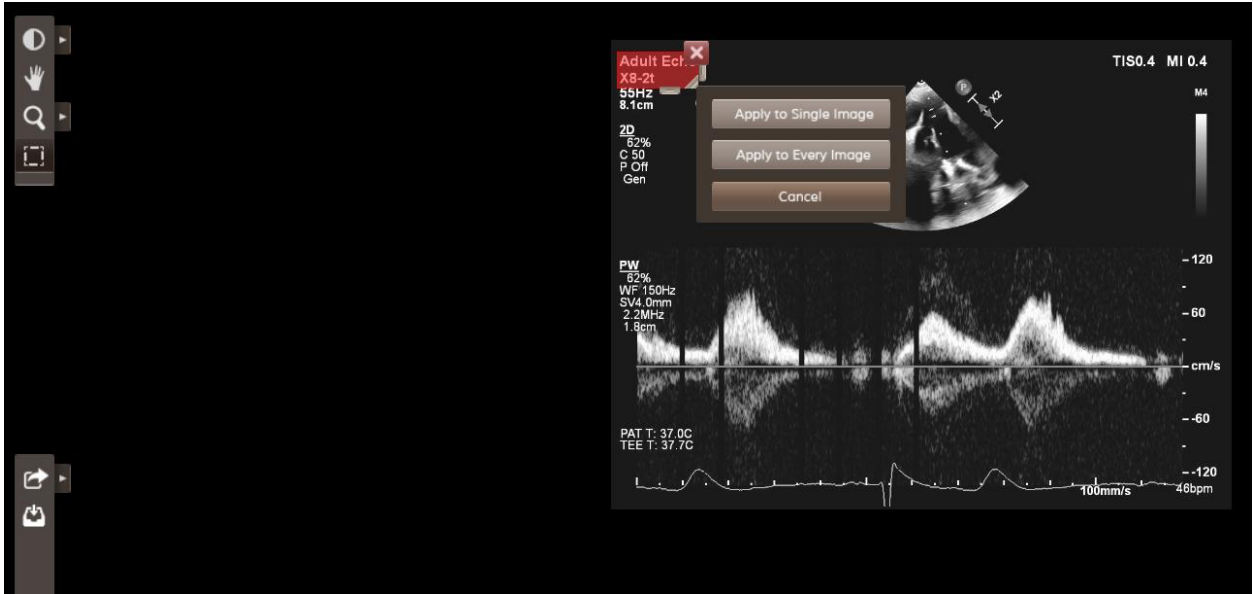 Adult Echo
X8-2t
55Hz
8.1cm
2D
62%
C 50
P Off
Gen
TIS0.4 MI 0.4
M4
P
X2
Apply to Single Image
Apply to Every Image
Cancel
PW
62%
WF 150Hz
SV4.0mm
2.2MHz
1.8cm
120
60
cm/s
-60
-120
PAT T: 37.0C
TEE T: 37.7C
100mm/s
46bpm